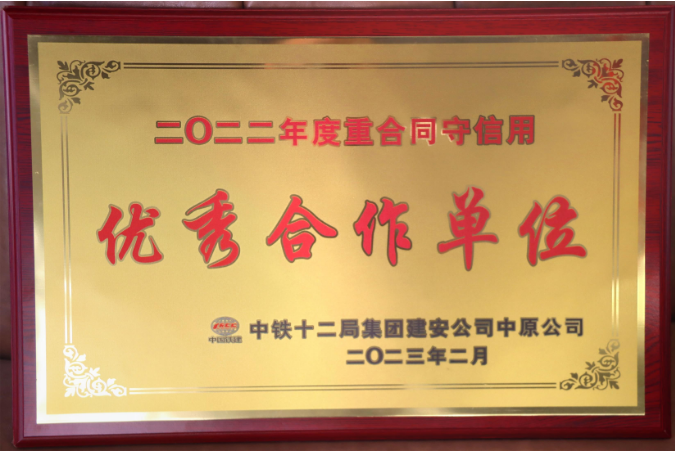 二〇二二年度重合同守信用
优秀合作单位
中铁十二局集团建安公司中原公司
二〇二三年二月